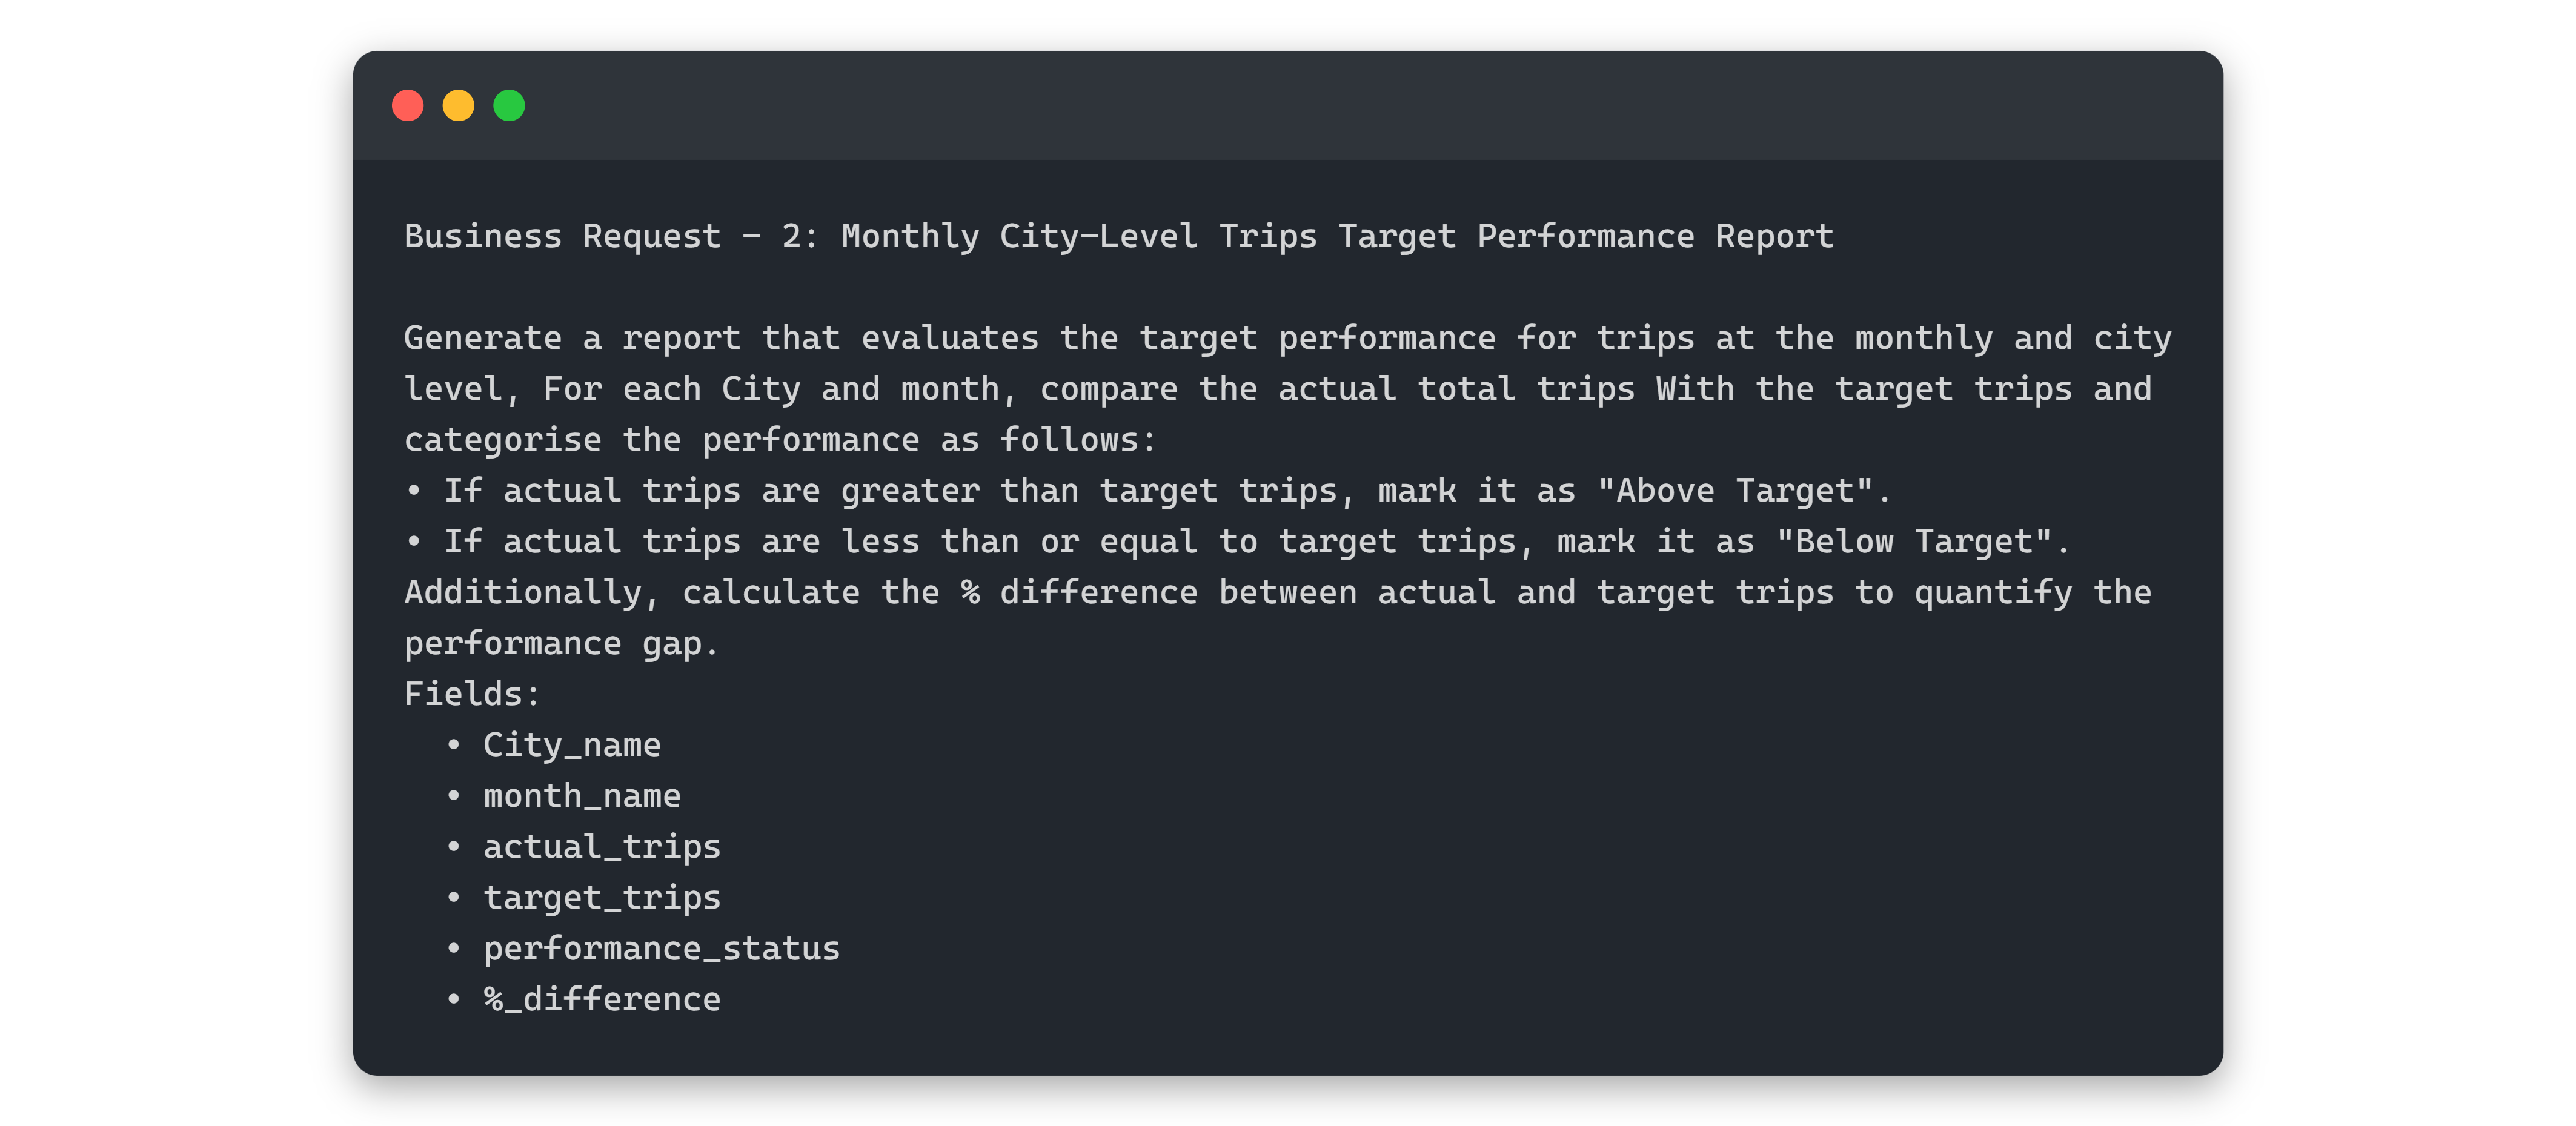 Business Request - 2: Monthly City-Level Trips Target Performance Report
Generate a report that evaluates the target performance for trips at the monthly and city
level, For each City and month, compare the actual total trips With the target trips and
categorise the performance as follows:
• If actual trips are greater than target trips, mark it as "Above Target".
• If actual trips are less than or equal to target trips, mark it as "Below Target".
Additionally, calculate the % difference between actual and target trips to quantify the
performance gap.
Fields:
• City_name
• month_name
• actual_trips
• target_trips
• performance_status
• %_difference